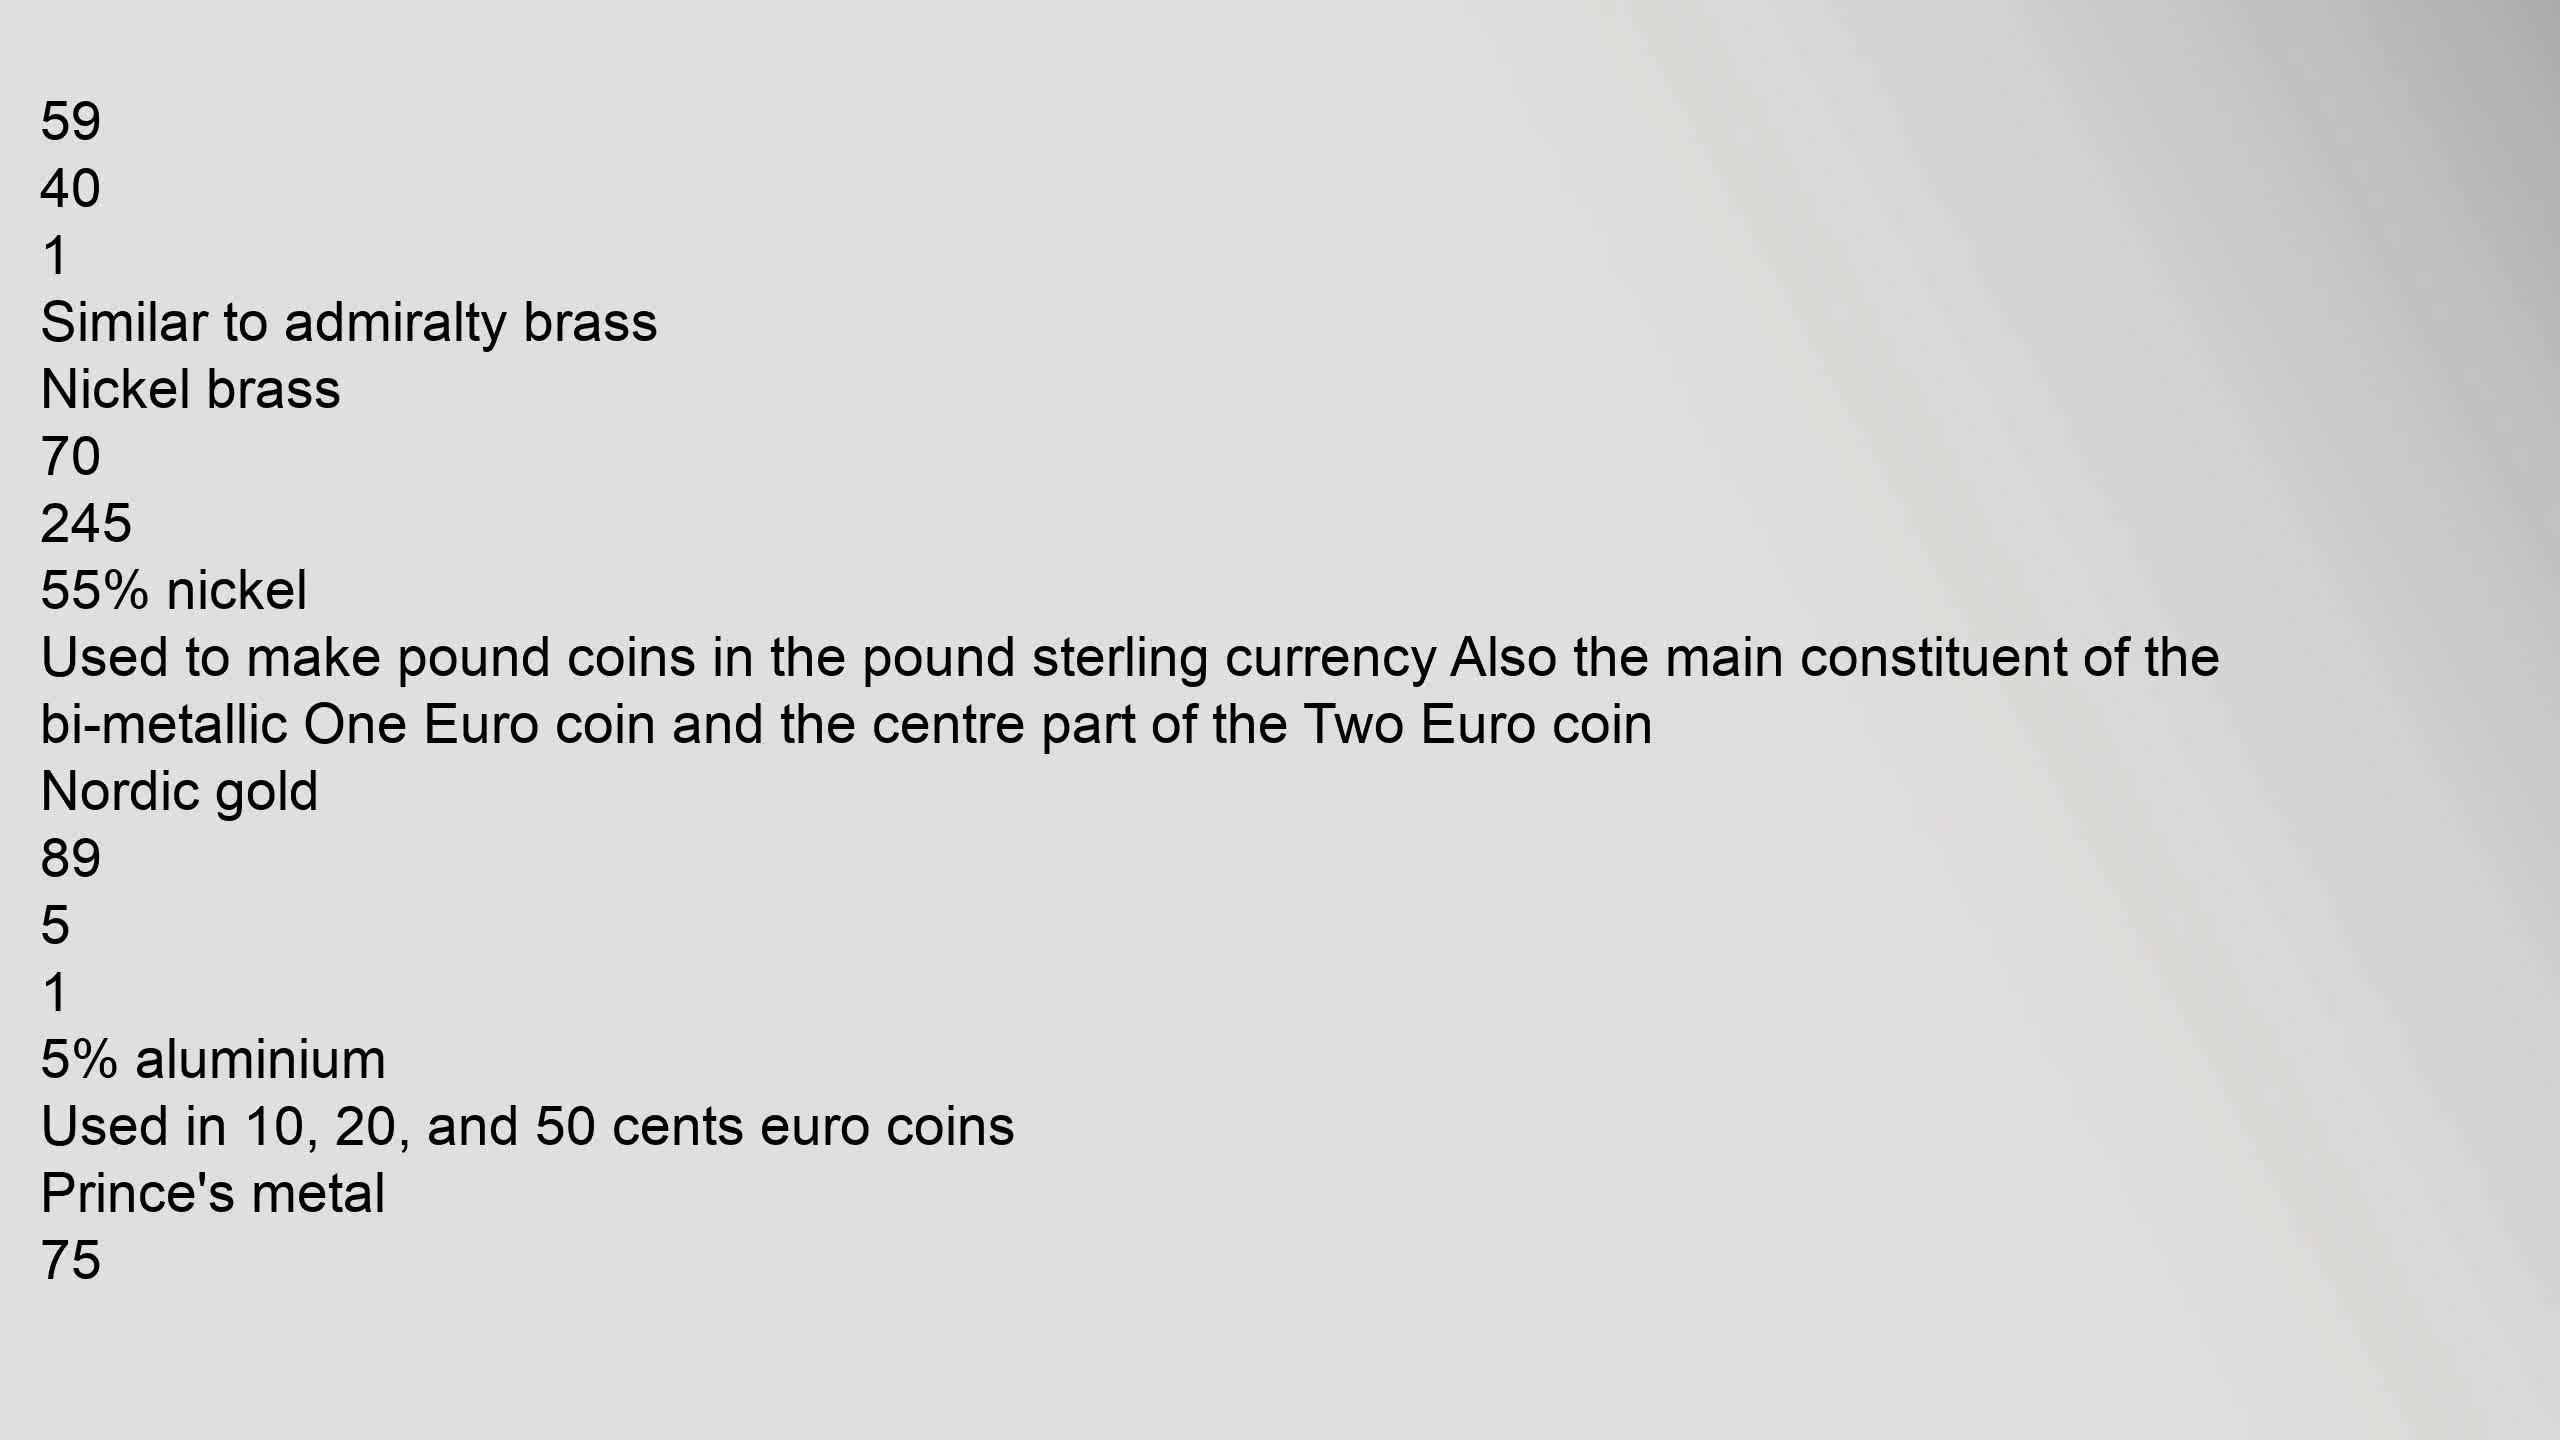 59
40
1
Similar to admiralty brass
Nickel brass
70
245
55% nickel
Used to make pound coins in the pound sterling currency Also the main constituent of the
bi-metallic One Euro coin and the centre part of the Two Euro coin
Nordic gold
89
5
1
5% aluminium
Used in 10, 20, and 50 cents euro coins
Prince's metal
75